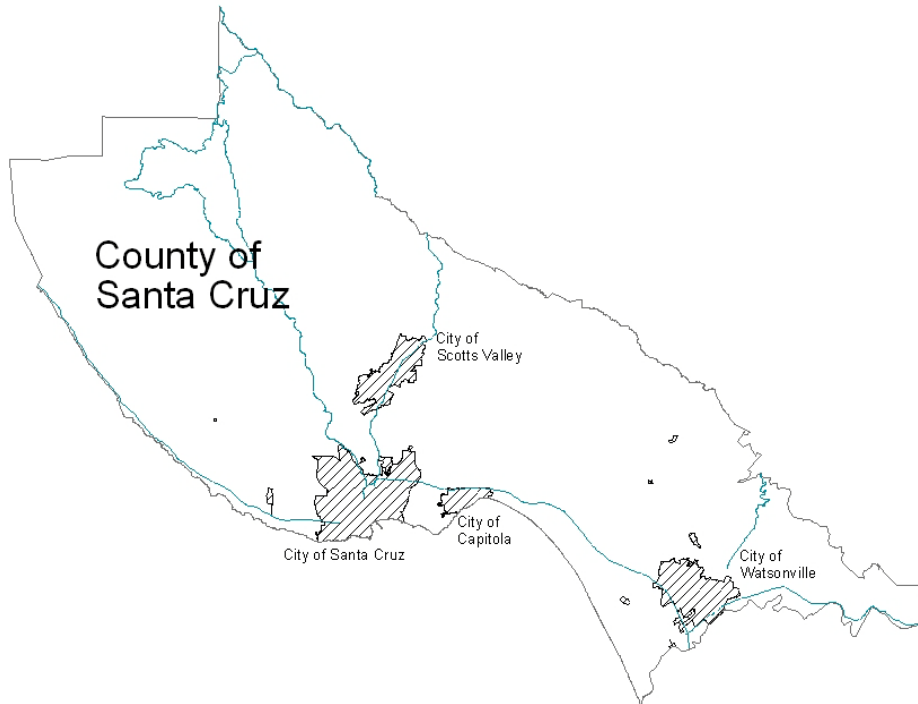 County of
Santa Cruz
City of
Scotts Valley
City of Santa Cruz
City of
Capitola
City of
Watsonville